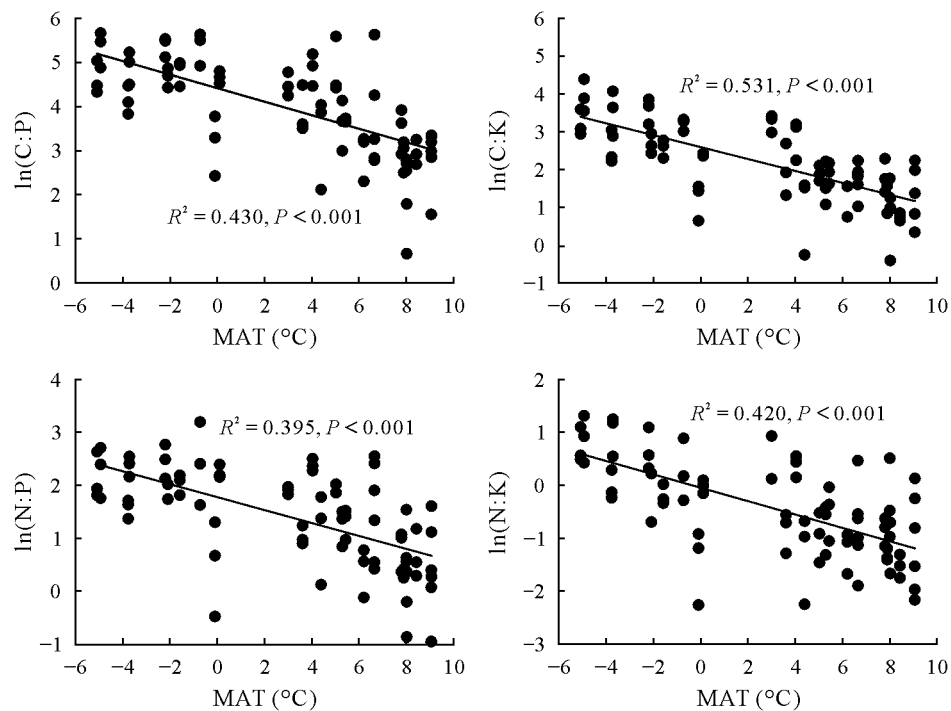 6
5
4
3
2
1
0
ln(C:P)
R² = 0.430, P < 0.001
−6 −4 −2 0 2 4 6 8 10
MAT (°C)
6
5
4
3
2
1
0
−1
ln(C:K)
R² = 0.531, P < 0.001
−6 −4 −2 0 2 4 6 8 10
MAT (°C)
4
3
2
1
0
−1
ln(N:P)
R² = 0.395, P < 0.001
−6 −4 −2 0 2 4 6 8 10
MAT (°C)
2
1
0
−1
−2
−3
ln(N:K)
R² = 0.420, P < 0.001
−6 −4 −2 0 2 4 6 8 10
MAT (°C)